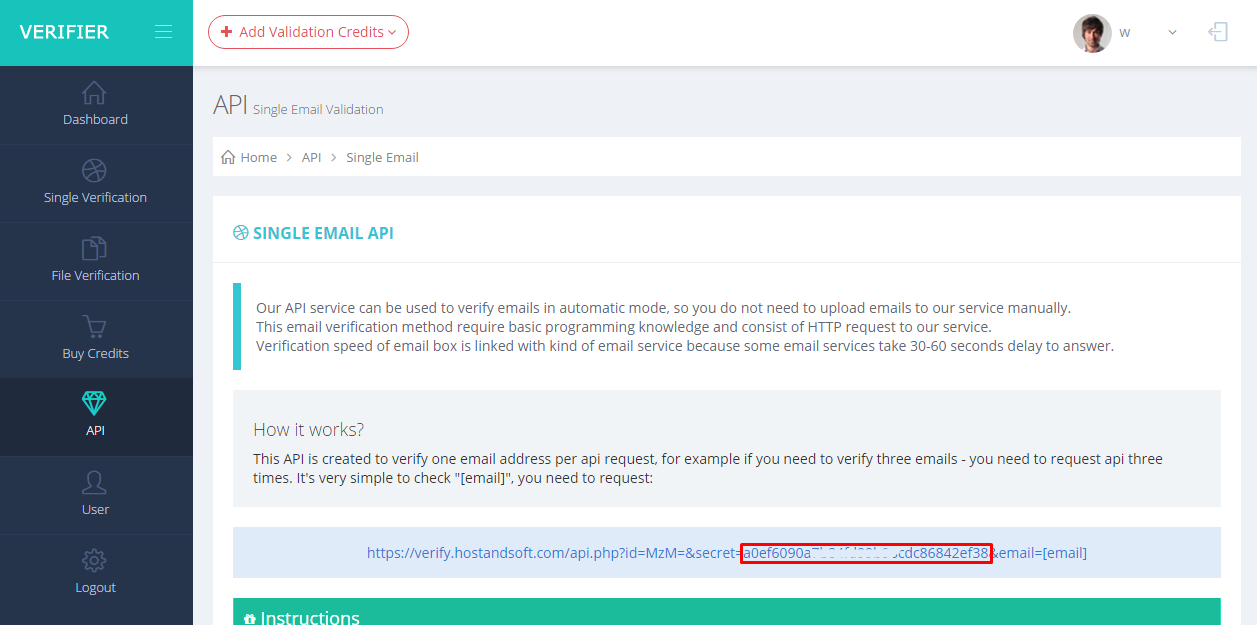 VERIFIER
Add Validation Credits
w
Dashboard
Single Verification
File Verification
Buy Credits
API
User
Logout
API Single Email Validation
Home > API > Single Email
SINGLE EMAIL API
Our API service can be used to verify emails in automatic mode, so you do not need to upload emails to our service manually.
This email verification method require basic programming knowledge and consist of HTTP request to our service.
Verification speed of email box is linked with kind of email service because some email services take 30-60 seconds delay to answer.
How it works?
This API is created to verify one email address per api request, for example if you need to verify three emails - you need to request api three
times. It's very simple to check "[email]", you need to request:
https://verify.hostandsoft.com/api.php?id=MzM=&secret= &email=[email]
Instructions